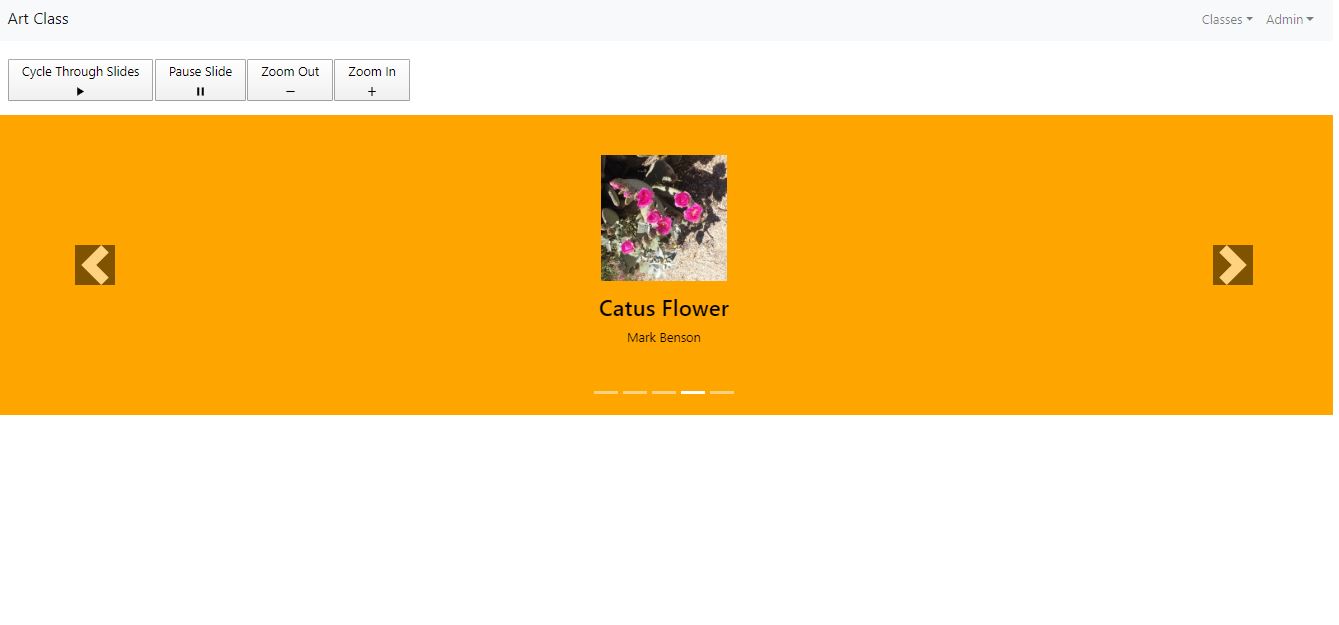 Art Class
Classes Admin
Cycle Through Slides Pause Slide Zoom Out Zoom In
Catus Flower
Mark Benson